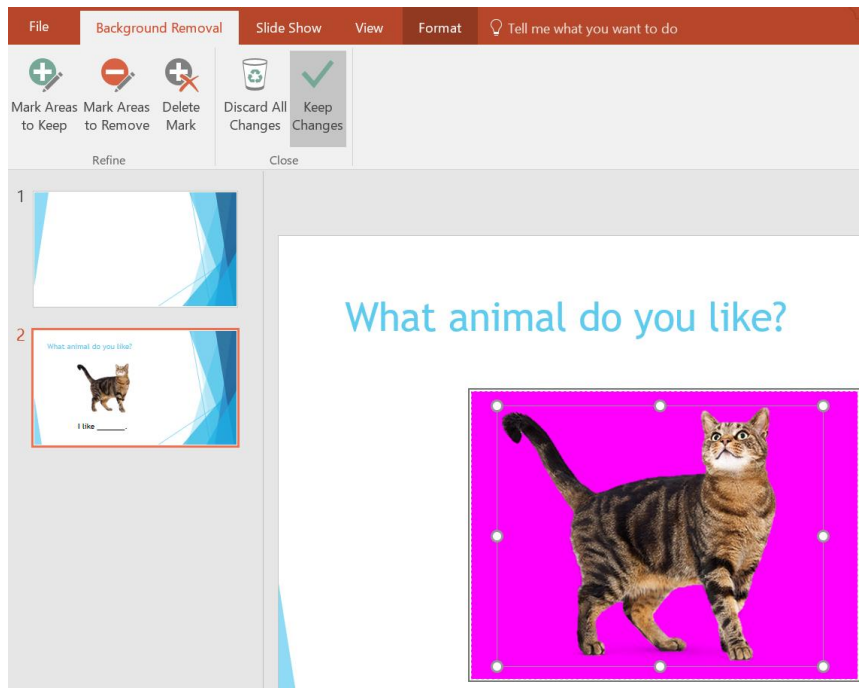 File Background Removal Slide Show View Format Tell me what you want to do
Mark Areas Mark Areas Delete Discard All Keep
to Keep to Remove Mark Changes Changes
Refine Close
1
2
What animal do you like?
I like ______.
What animal do you like?